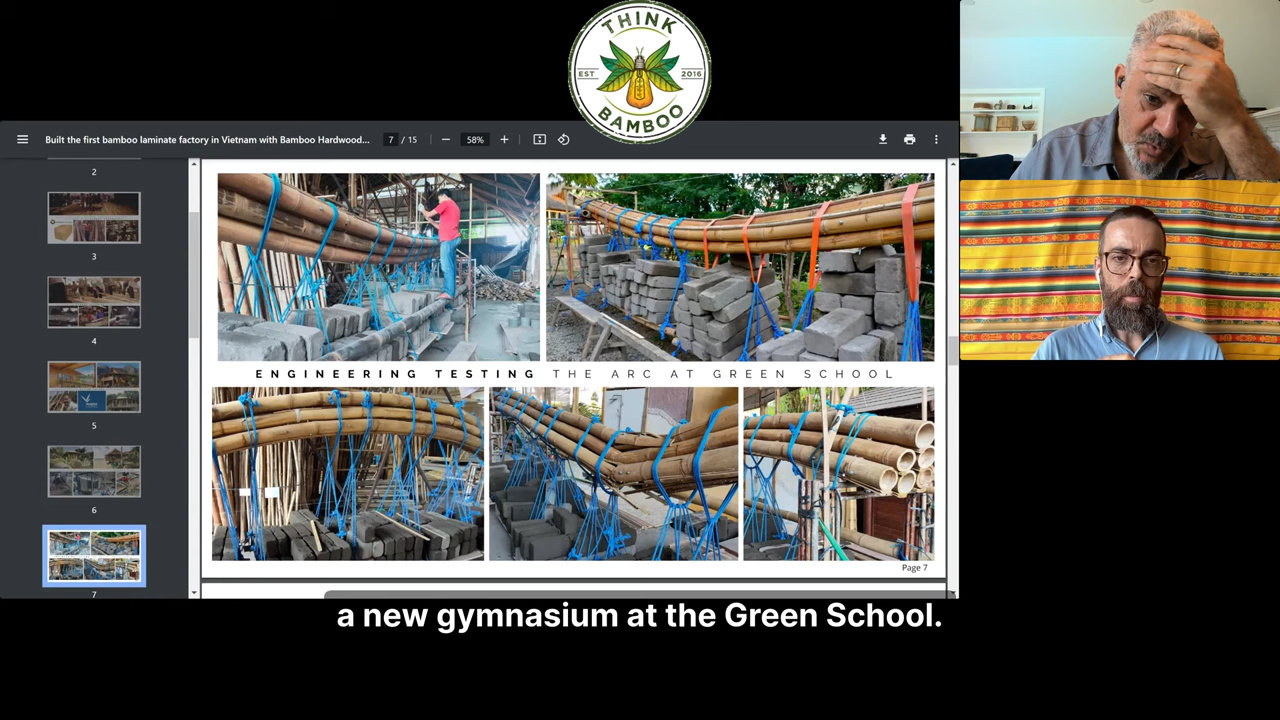 THINK
EST 2016
BAMBOO
Built the first bamboo laminate factory in Vietnam with Bamboo Hardwood... 7 / 15 58%
2
3
4
5
6
7
ENGINEERING TESTING THE ARC AT GREEN SCHOOL
Page 7
a new gymnasium at the Green School.